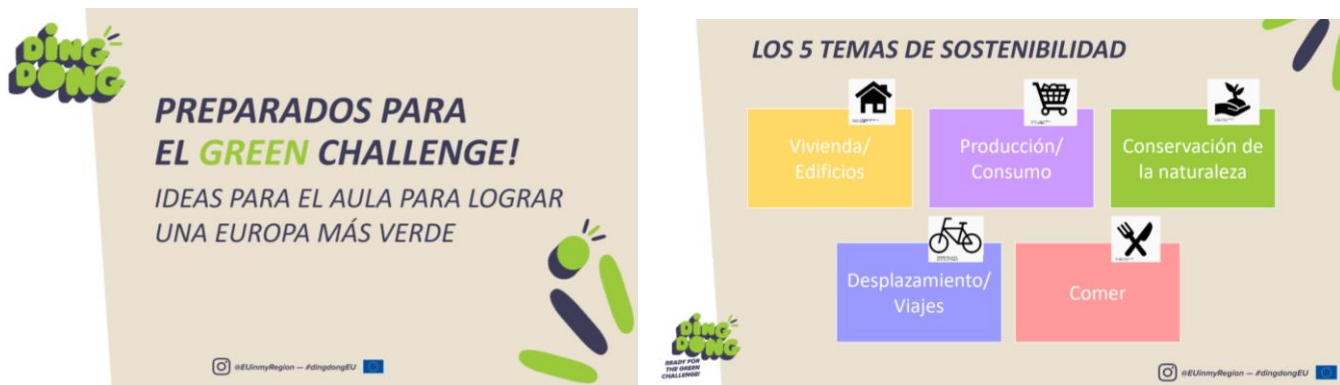 DiNG
DONG
PREPARADOS PARA
EL GREEN CHALLENGE!
IDEAS PARA EL AULA PARA LOGRAR
UNA EUROPA MÁS VERDE
@EUinmyRegion — #dingdongEU
LOS 5 TEMAS DE SOSTENIBILIDAD
Vivienda/
Edificios
Producción/
Consumo
Conservación de
la naturaleza
Desplazamiento/
Viajes
Comer
DiNG
DONG
READY FOR
THE GREEN
CHALLENGE!
@EUinmyRegion — #dingdongEU